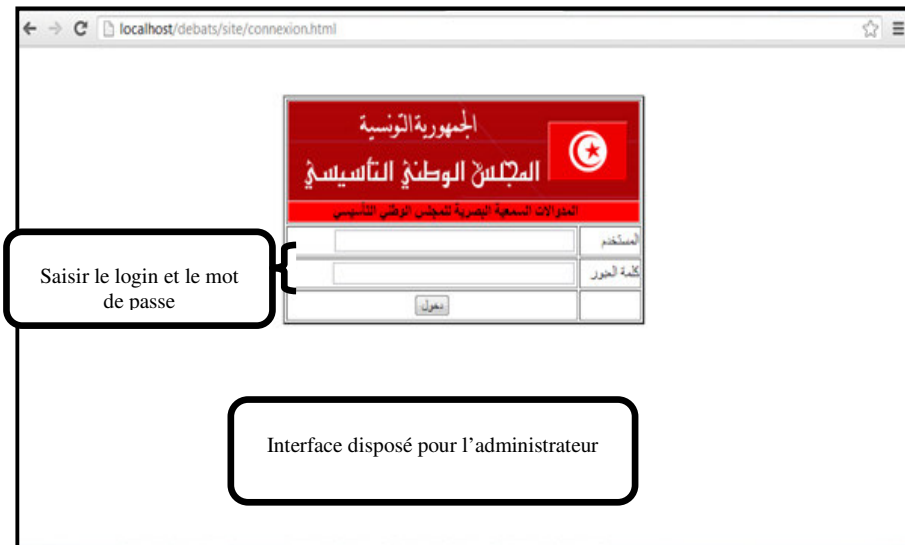 localhost/debats/site/connexion.html
الجمهورية التونسية
المجلس الوطني التأسيسي
المدوالات السمعية البصرية للمجلس الوطني التأسيسي
المستخدم
كلمة العبور
دخول
Saisir le login et le mot
de passe
Interface disposé pour l’administrateur